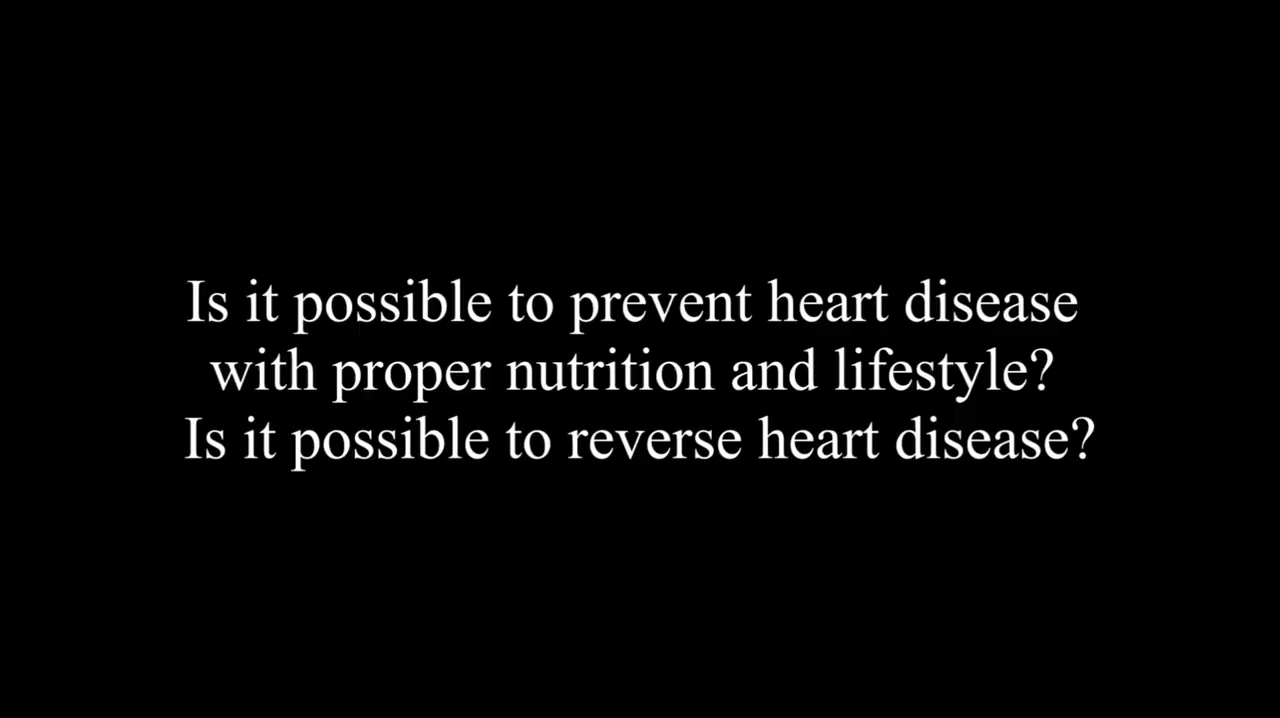 Is it possible to prevent heart disease
with proper nutrition and lifestyle?
Is it possible to reverse heart disease?